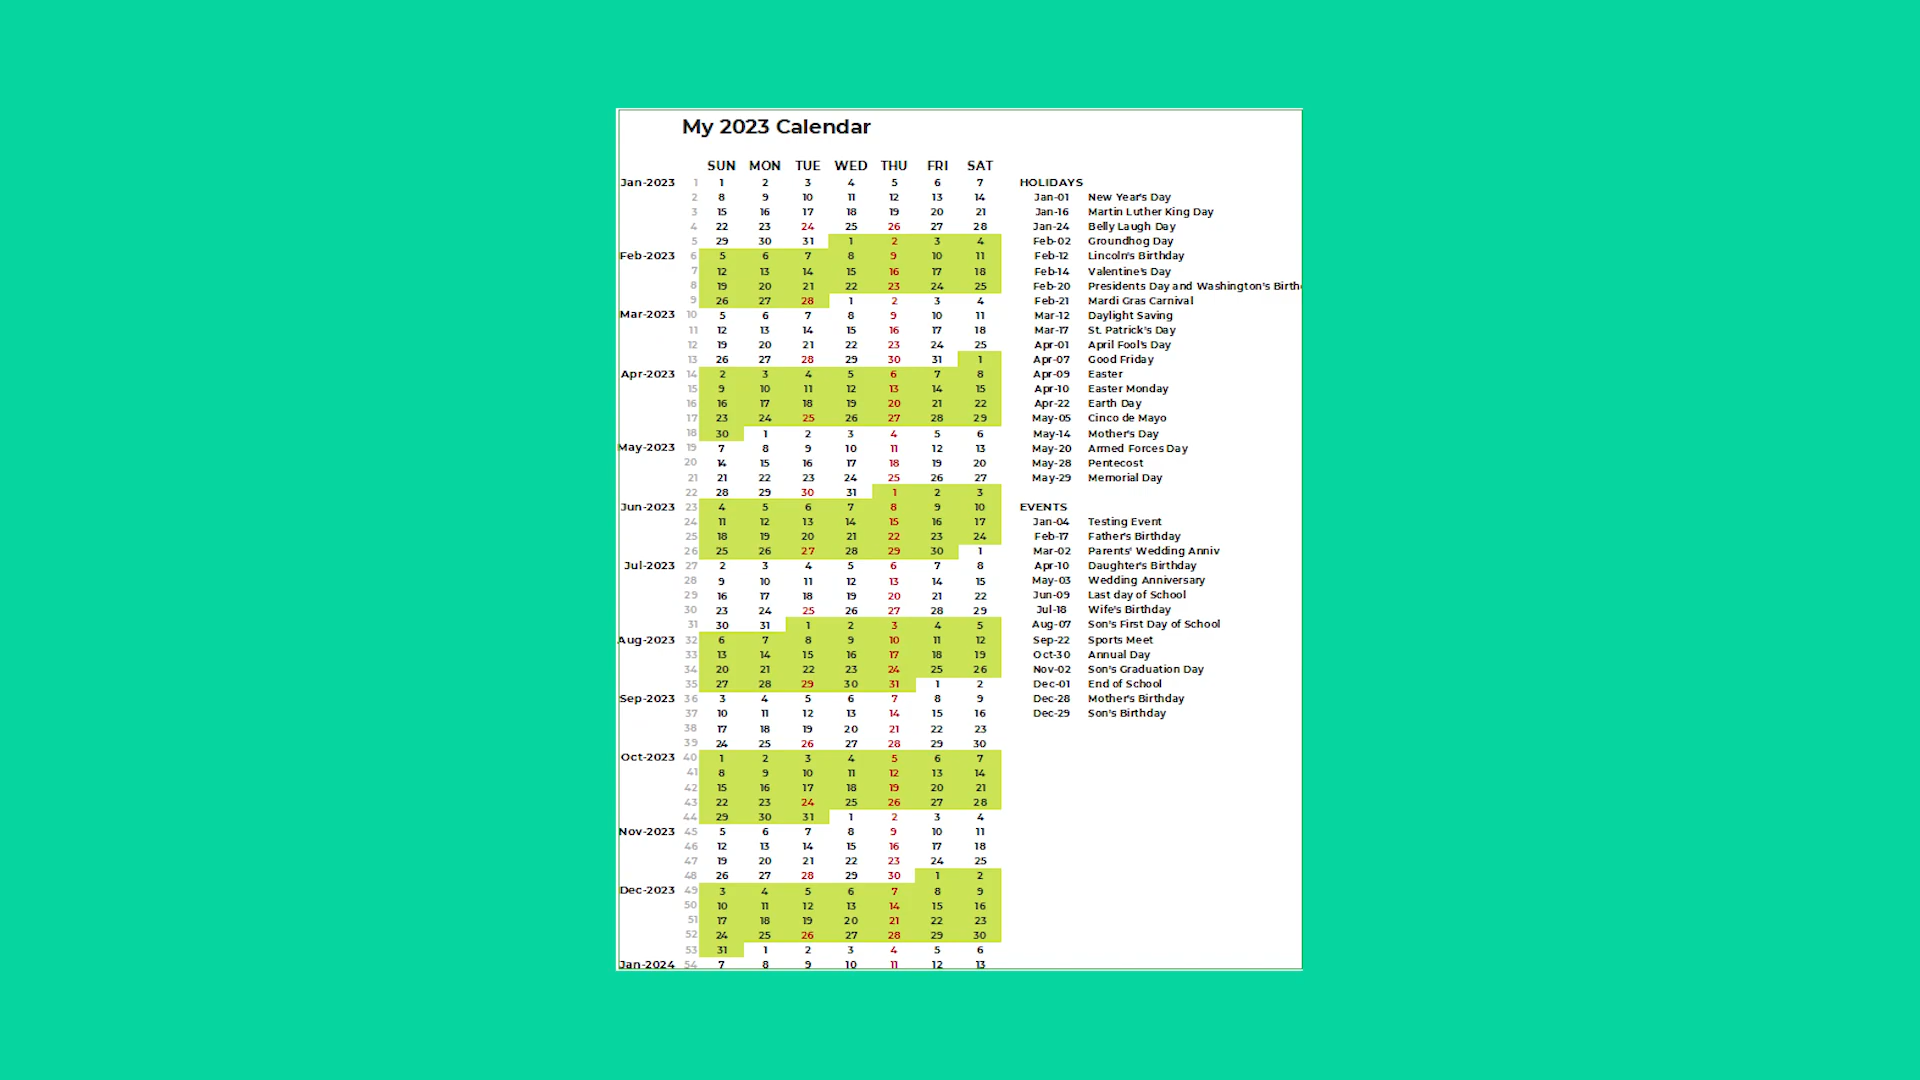 My 2023 Calendar
SUN MON TUE WED THU FRI SAT
Jan-2023 1 1 2 3 4 5 6 7 HOLIDAYS
2 8 9 10 11 12 13 14 Jan-01 New Year's Day
3 15 16 17 18 19 20 21 Jan-16 Martin Luther King Day
4 22 23 24 25 26 27 28 Jan-24 Belly Laugh Day
5 29 30 31 1 2 3 4 Feb-02 Groundhog Day
Feb-2023 6 5 6 7 8 9 10 11 Feb-12 Lincoln's Birthday
7 12 13 14 15 16 17 18 Feb-14 Valentine's Day
8 19 20 21 22 23 24 25 Feb-20 Presidents Day and Washington's Birth
9 26 27 28 1 2 3 4 Feb-21 Mardi Gras Carnival
Mar-2023 10 5 6 7 8 9 10 11 Mar-12 Daylight Saving
11 12 13 14 15 16 17 18 Mar-17 St. Patrick's Day
12 19 20 21 22 23 24 25 Apr-01 April Fool's Day
13 26 27 28 29 30 31 1 Apr-07 Good Friday
Apr-2023 14 2 3 4 5 6 7 8 Apr-09 Easter
15 9 10 11 12 13 14 15 Apr-10 Easter Monday
16 16 17 18 19 20 21 22 Apr-22 Earth Day
17 23 24 25 26 27 28 29 May-05 Cinco de Mayo
18 30 1 2 3 4 5 6 May-14 Mother's Day
May-2023 19 7 8 9 10 11 12 13 May-20 Armed Forces Day
20 14 15 16 17 18 19 20 May-28 Pentecost
21 21 22 23 24 25 26 27 May-29 Memorial Day
22 28 29 30 31 1 2 3
Jun-2023 23 4 5 6 7 8 9 10 EVENTS
24 11 12 13 14 15 16 17 Jan-04 Testing Event
25 18 19 20 21 22 23 24 Feb-17 Father's Birthday
26 25 26 27 28 29 30 1 Mar-02 Parents' Wedding Anniv
Jul-2023 27 2 3 4 5 6 7 8 Apr-10 Daughter's Birthday
28 9 10 11 12 13 14 15 May-03 Wedding Anniversary
29 16 17 18 19 20 21 22 Jun-09 Last day of School
30 23 24 25 26 27 28 29 Jul-18 Wife's Birthday
31 30 31 1 2 3 4 5 Aug-07 Son's First Day of School
Aug-2023 32 6 7 8 9 10 11 12 Sep-22 Sports Meet
33 13 14 15 16 17 18 19 Oct-30 Annual Day
34 20 21 22 23 24 25 26 Nov-02 Son's Graduation Day
35 27 28 29 30 31 1 2 Dec-01 End of School
Sep-2023 36 3 4 5 6 7 8 9 Dec-28 Mother's Birthday
37 10 11 12 13 14 15 16 Dec-29 Son's Birthday
38 17 18 19 20 21 22 23
39 24 25 26 27 28 29 30
Oct-2023 40 1 2 3 4 5 6 7
41 8 9 10 11 12 13 14
42 15 16 17 18 19 20 21
43 22 23 24 25 26 27 28
44 29 30 31 1 2 3 4
Nov-2023 45 5 6 7 8 9 10 11
46 12 13 14 15 16 17 18
47 19 20 21 22 23 24 25
48 26 27 28 29 30 1 2
Dec-2023 49 3 4 5 6 7 8 9
50 10 11 12 13 14 15 16
51 17 18 19 20 21 22 23
52 24 25 26 27 28 29 30
53 31 1 2 3 4 5 6
Jan-2024 54 7 8 9 10 11 12 13